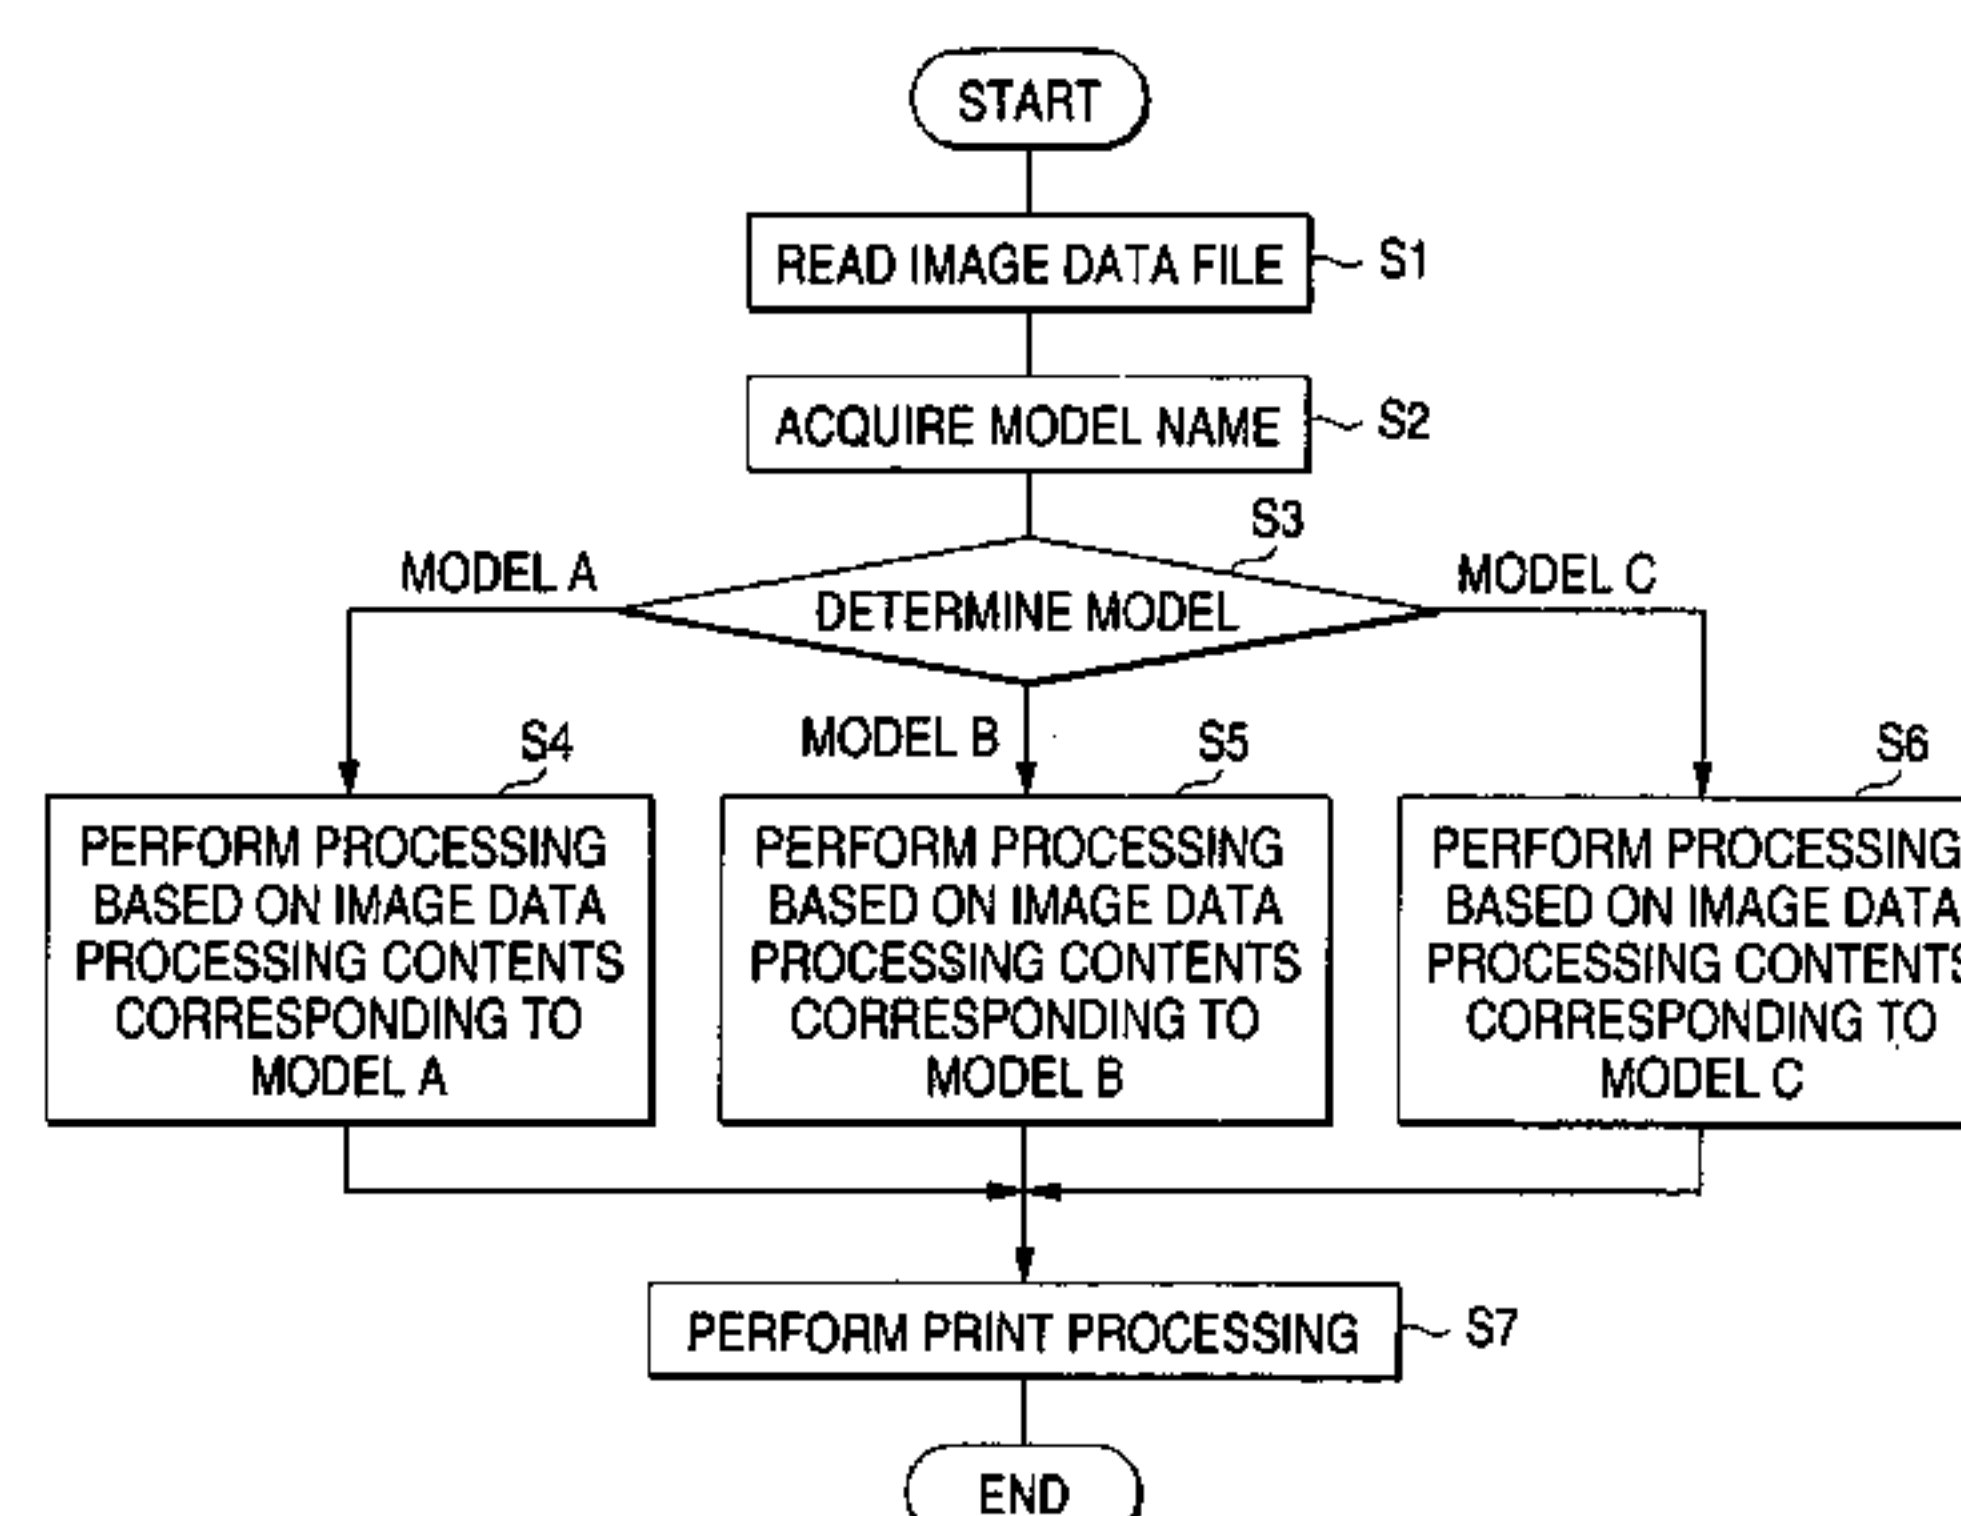 START
READ IMAGE DATA FILE
S1
ACQUIRE MODEL NAME
S2
S3
MODEL A
DETERMINE MODEL
MODEL C
MODEL B
S4
PERFORM PROCESSING
BASED ON IMAGE DATA
PROCESSING CONTENTS
CORRESPONDING TO
MODEL A
S5
PERFORM PROCESSING
BASED ON IMAGE DATA
PROCESSING CONTENTS
CORRESPONDING TO
MODEL B
S6
PERFORM PROCESSING
BASED ON IMAGE DATA
PROCESSING CONTENTS
CORRESPONDING TO
MODEL C
PERFORM PRINT PROCESSING
S7
END